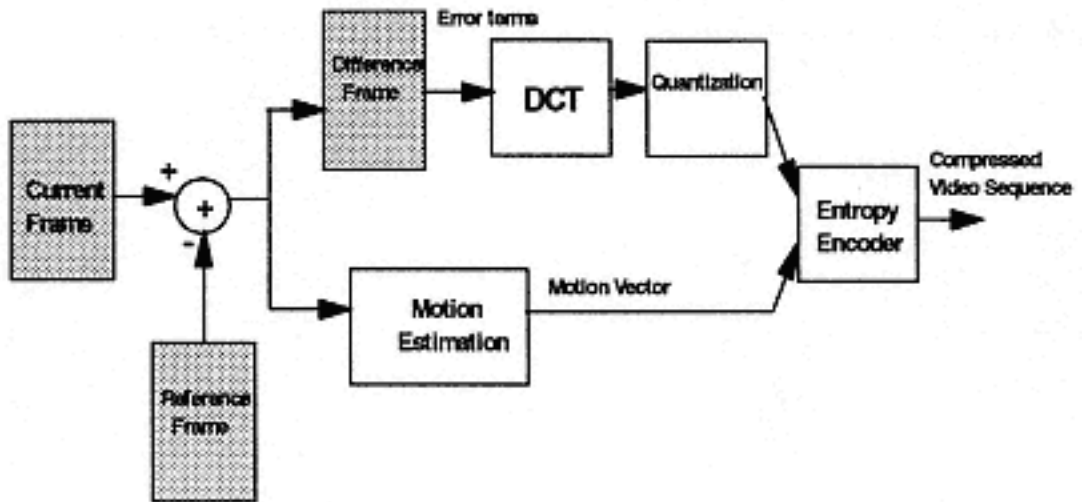 Error terms
Difference
Frame
DCT
Quantization
Current
Frame
+
+
-
Entropy
Encoder
Compressed
Video Sequence
Motion
Estimation
Motion Vector
Reference
Frame